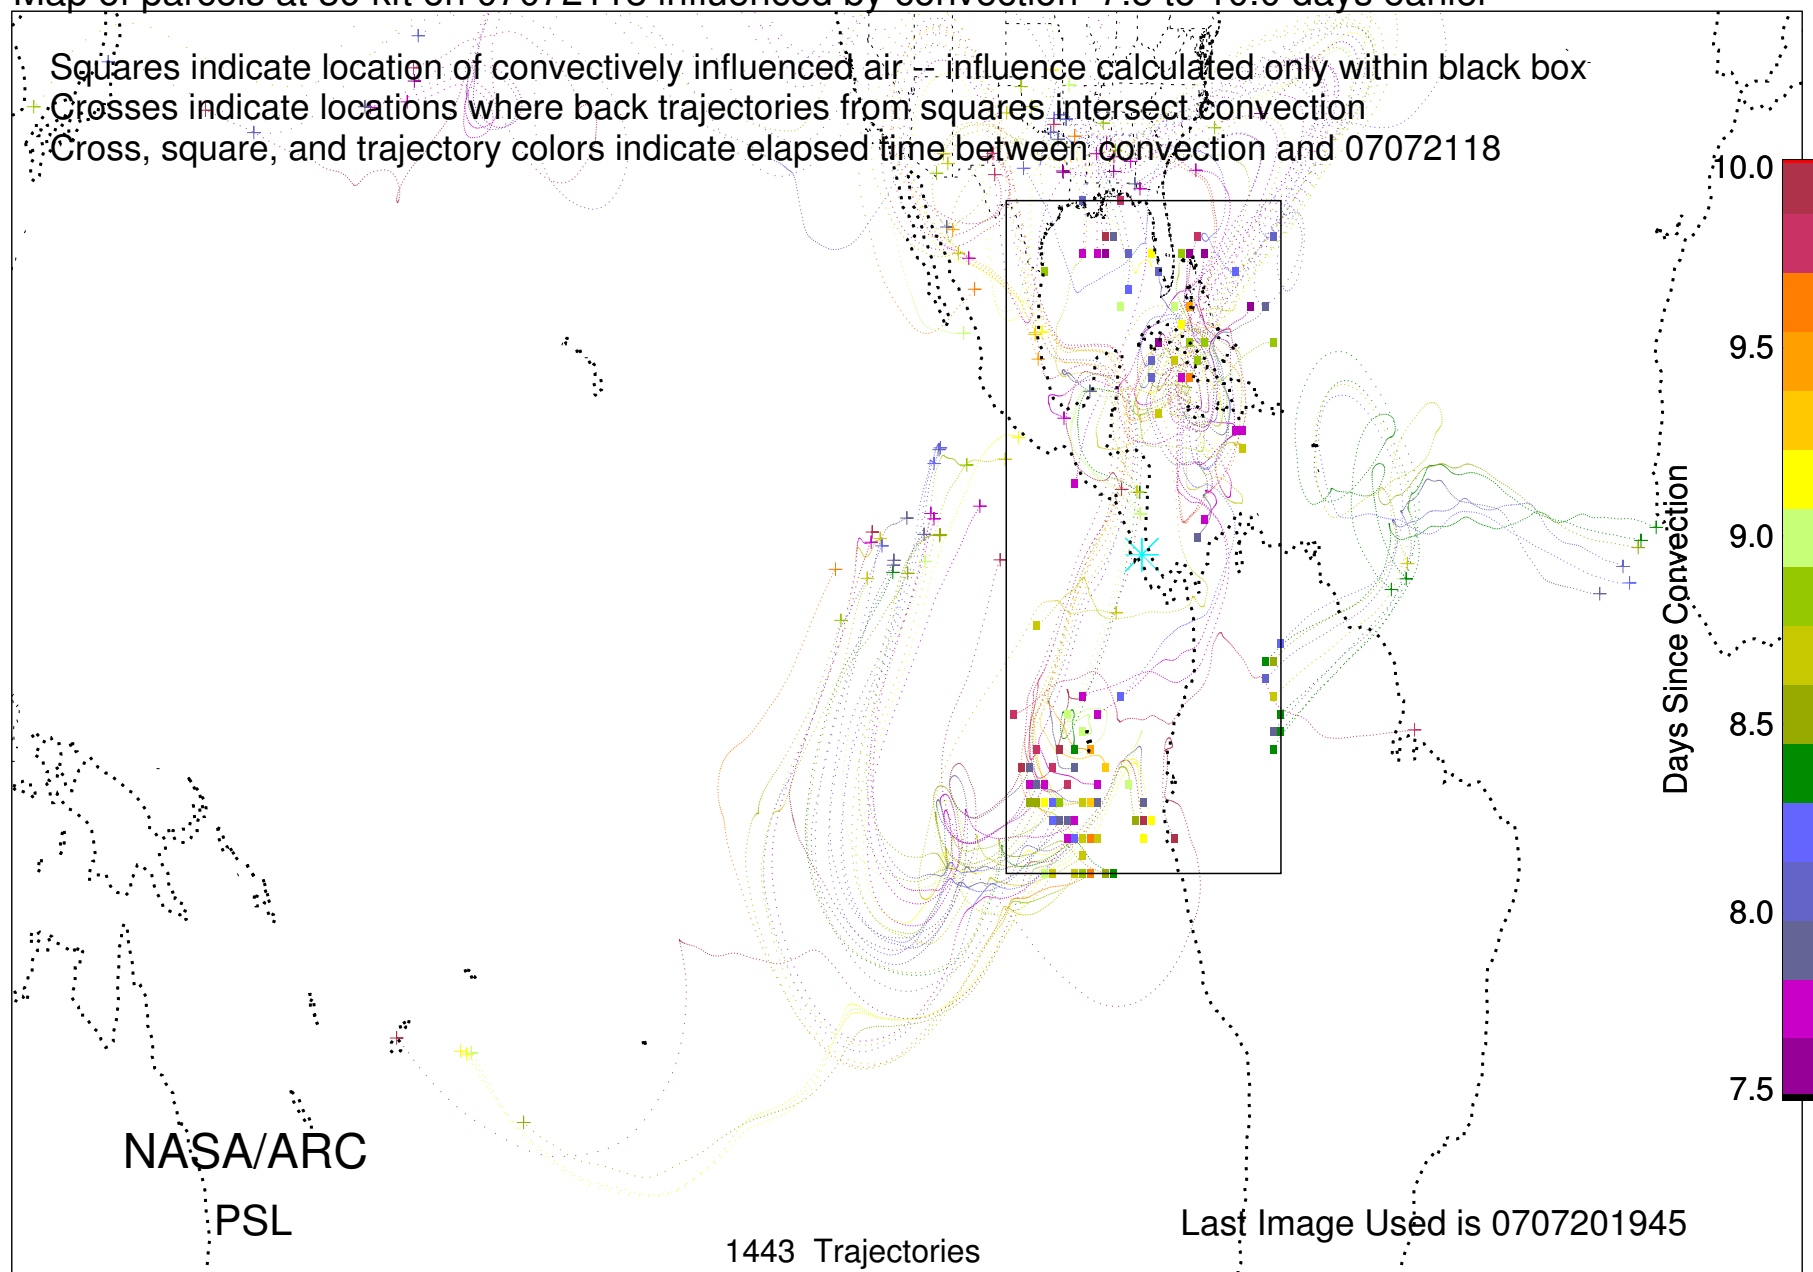 Squares indicate location of convectively influenced air -- influence calculated only within black box
Crosses indicate locations where back trajectories from squares intersect convection
Cross, square, and trajectory colors indicate elapsed time between convection and 07072118
10.0
9.5
9.0
8.5
8.0
7.5
Days Since Convection
NASA/ARC
PSL
1443 Trajectories
Last Image Used is 0707201945